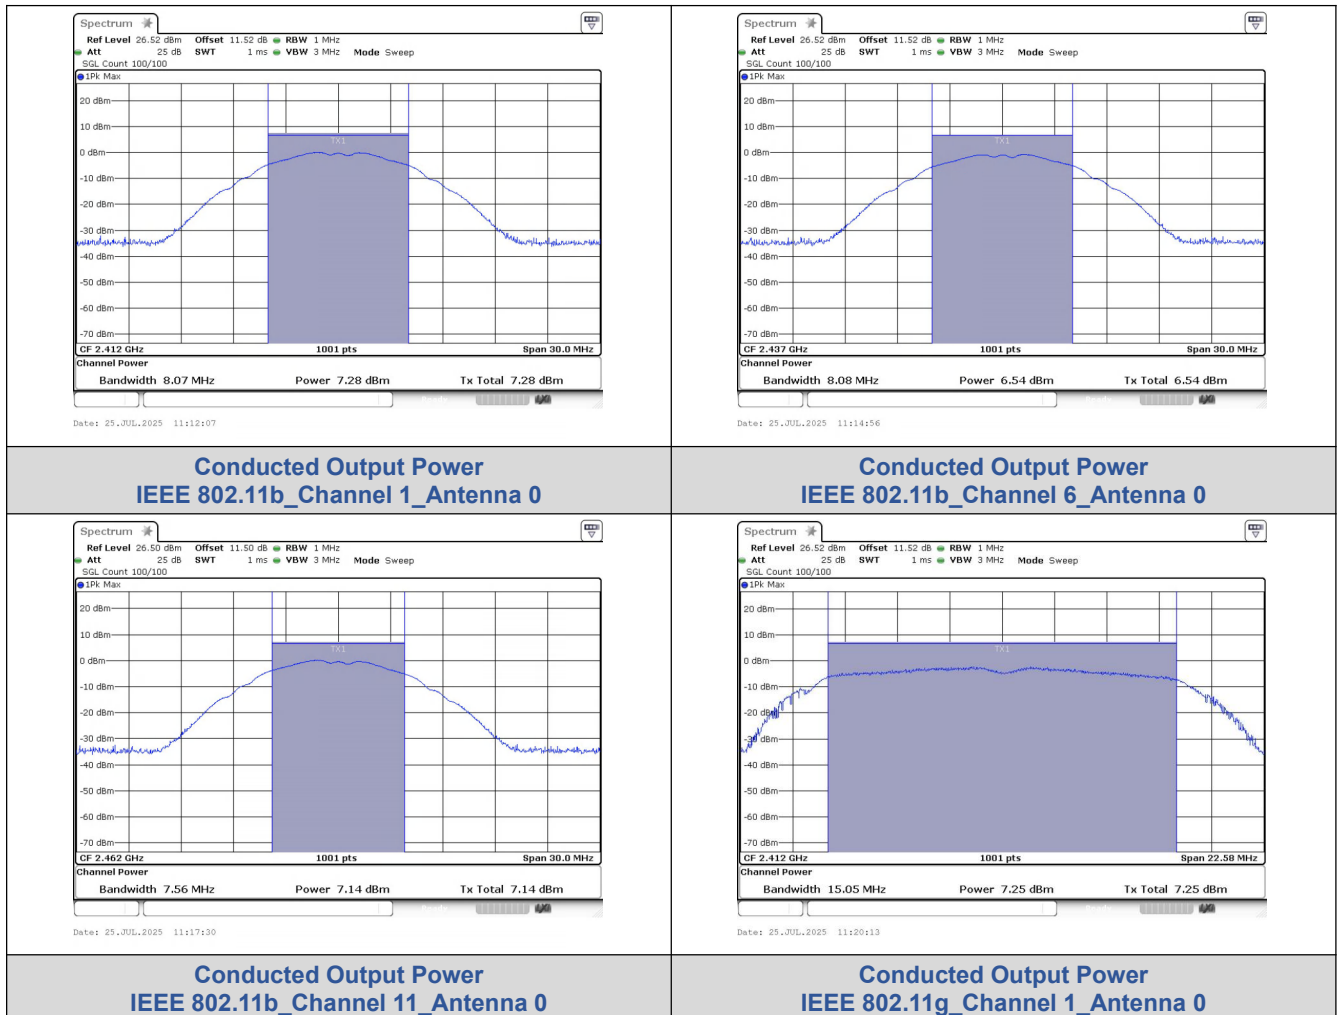 Spectrum
Ref Level 26.52 dBm Offset 11.52 dB RBW 1 MHz
Att 25 dB SWT 1 ms VBW 3 MHz Mode Sweep
SGL Count 100/100
1Pk Max
20 dBm
10 dBm
TX1
0 dBm
-10 dBm
-20 dBm
-30 dBm
-40 dBm
-50 dBm
-60 dBm
-70 dBm
CF 2.412 GHz 1001 pts Span 30.0 MHz
Channel Power
Bandwidth 8.07 MHz Power 7.28 dBm Tx Total 7.28 dBm
Date: 25.JUL.2025 11:12:07
Conducted Output Power
IEEE 802.11b_Channel 1_Antenna 0
Spectrum
Ref Level 26.52 dBm Offset 11.52 dB RBW 1 MHz
Att 25 dB SWT 1 ms VBW 3 MHz Mode Sweep
SGL Count 100/100
1Pk Max
20 dBm
10 dBm
TX1
0 dBm
-10 dBm
-20 dBm
-30 dBm
-40 dBm
-50 dBm
-60 dBm
-70 dBm
CF 2.437 GHz 1001 pts Span 30.0 MHz
Channel Power
Bandwidth 8.08 MHz Power 6.54 dBm Tx Total 6.54 dBm
Date: 25.JUL.2025 11:14:56
Conducted Output Power
IEEE 802.11b_Channel 6_Antenna 0
Spectrum
Ref Level 26.50 dBm Offset 11.50 dB RBW 1 MHz
Att 25 dB SWT 1 ms VBW 3 MHz Mode Sweep
SGL Count 100/100
1Pk Max
20 dBm
10 dBm
TX1
0 dBm
-10 dBm
-20 dBm
-30 dBm
-40 dBm
-50 dBm
-60 dBm
-70 dBm
CF 2.462 GHz 1001 pts Span 30.0 MHz
Channel Power
Bandwidth 7.56 MHz Power 7.14 dBm Tx Total 7.14 dBm
Date: 25.JUL.2025 11:17:30
Conducted Output Power
IEEE 802.11b_Channel 11_Antenna 0
Spectrum
Ref Level 26.52 dBm Offset 11.52 dB RBW 1 MHz
Att 25 dB SWT 1 ms VBW 3 MHz Mode Sweep
SGL Count 100/100
1Pk Max
20 dBm
10 dBm
TX1
0 dBm
-10 dBm
-20 dBm
-30 dBm
-40 dBm
-50 dBm
-60 dBm
-70 dBm
CF 2.412 GHz 1001 pts Span 22.58 MHz
Channel Power
Bandwidth 15.05 MHz Power 7.25 dBm Tx Total 7.25 dBm
Date: 25.JUL.2025 11:20:13
Conducted Output Power
IEEE 802.11g_Channel 1_Antenna 0